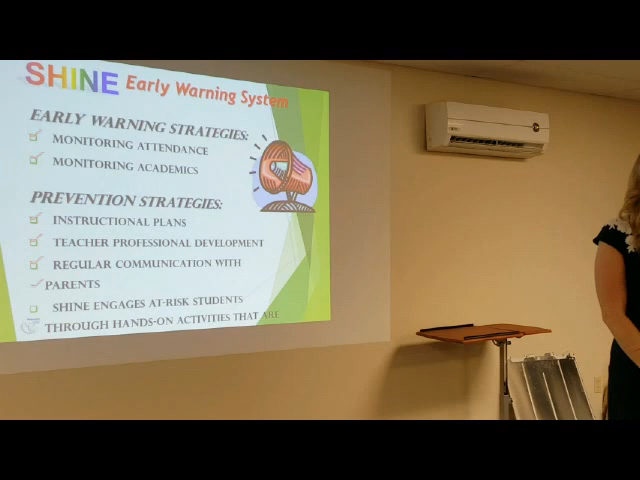 SHINE Early Warning System
EARLY WARNING STRATEGIES:
MONITORING ATTENDANCE
MONITORING ACADEMICS
PREVENTION STRATEGIES:
INSTRUCTIONAL PLANS
TEACHER PROFESSIONAL DEVELOPMENT
REGULAR COMMUNICATION WITH
PARENTS
SHINE ENGAGES AT-RISK STUDENTS
THROUGH HANDS-ON ACTIVITIES THAT ARE